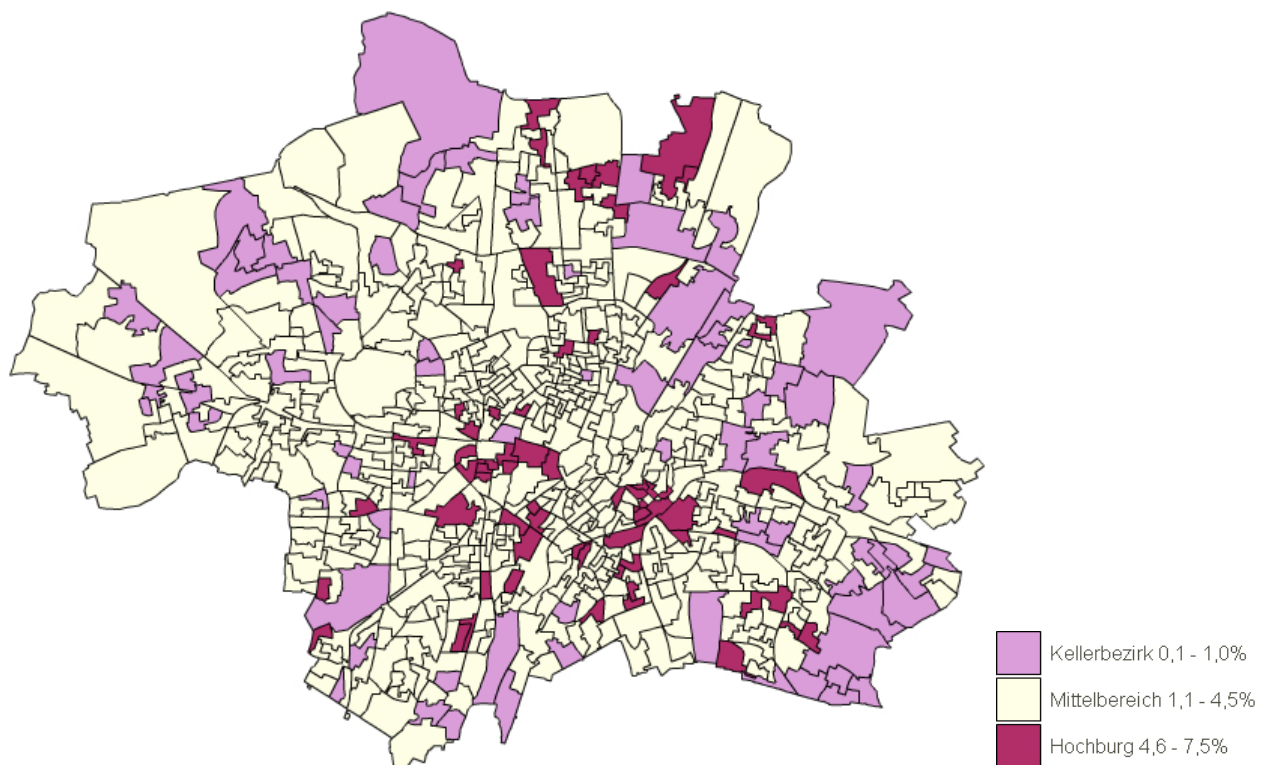 Kellerbezirk 0,1 - 1,0%
Mittelbereich 1,1 - 4,5%
Hochburg 4,6 - 7,5%